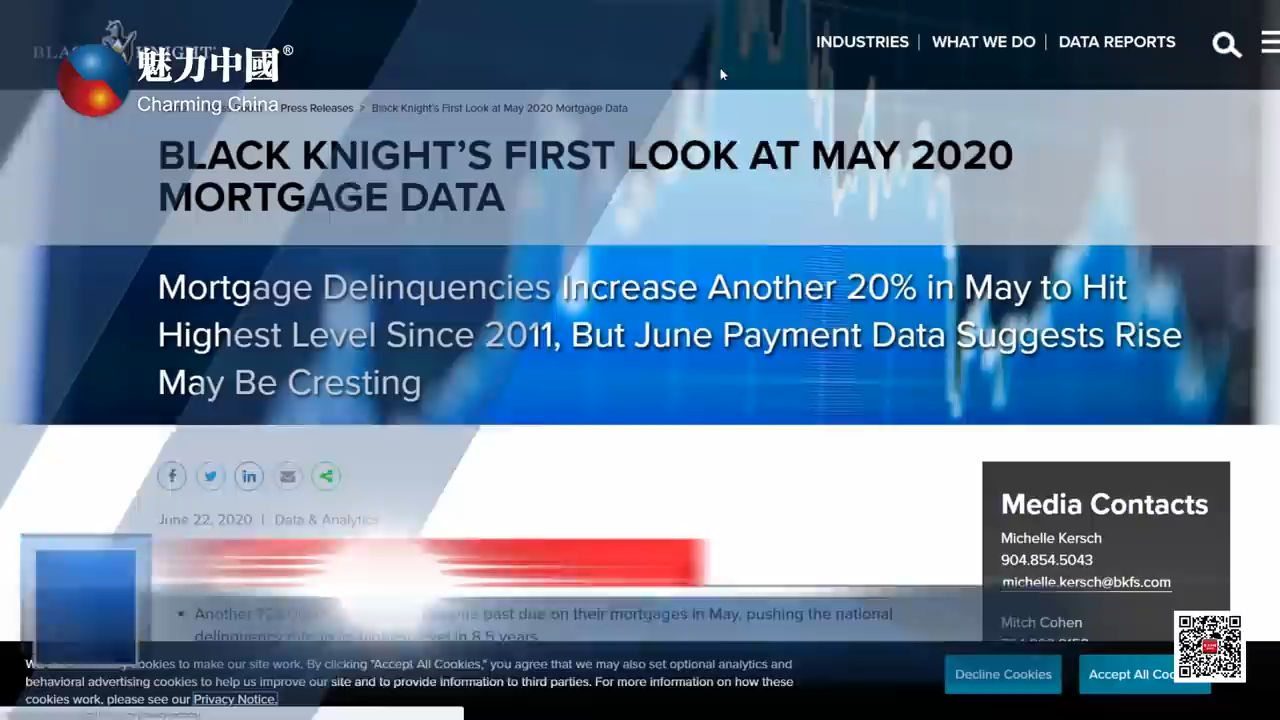 INDUSTRIES | WHAT WE DO | DATA REPORTS
魅力中國®
Charming China
Press Releases > Black Knight's First Look at May 2020 Mortgage Data
BLACK KNIGHT'S FIRST LOOK AT MAY 2020
MORTGAGE DATA
Mortgage Delinquencies Increase Another 20% in May to Hit
Highest Level Since 2011, But June Payment Data Suggests Rise
May Be Cresting
June 22, 2020 | Data & Analytics
Another past due on their mortgages in May, pushing the national
Media Contacts
Michelle Kersch
904.854.5043
michelle.kersch@bkfs.com
Mitch Cohen
cookies to make our site work. By clicking "Accept All Cookies," you agree that we may also set optional analytics and
behavioral advertising cookies to help us improve our site and to provide information to third parties. For more information on how these
cookies work, please see our Privacy Notice.
Decline Cookies
Accept All